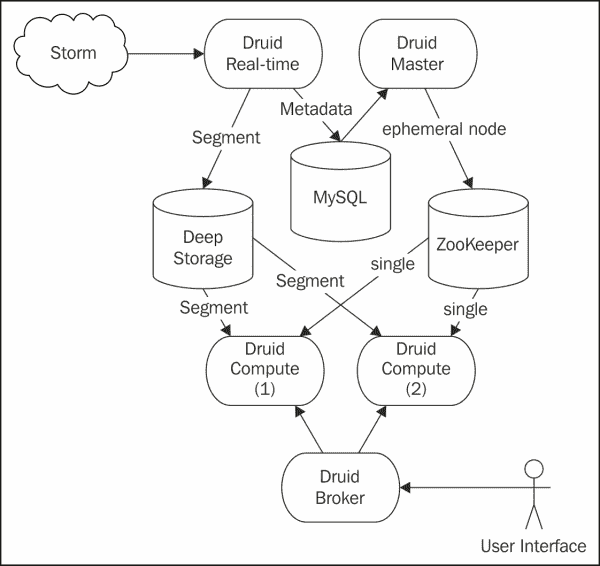 Storm
Druid
Real-time
Druid
Master
Metadata
Segment
ephemeral node
MySQL
Deep
Storage
ZooKeeper
single
Segment
Segment
single
Druid
Compute
(1)
Druid
Compute
(2)
Druid
Broker
User Interface